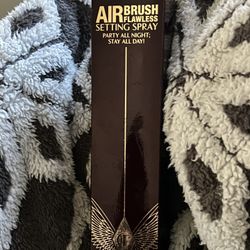 AIRBRUSH
FLAWLESS
SETTING SPRAY
PARTY ALL NIGHT;
STAY ALL DAY!